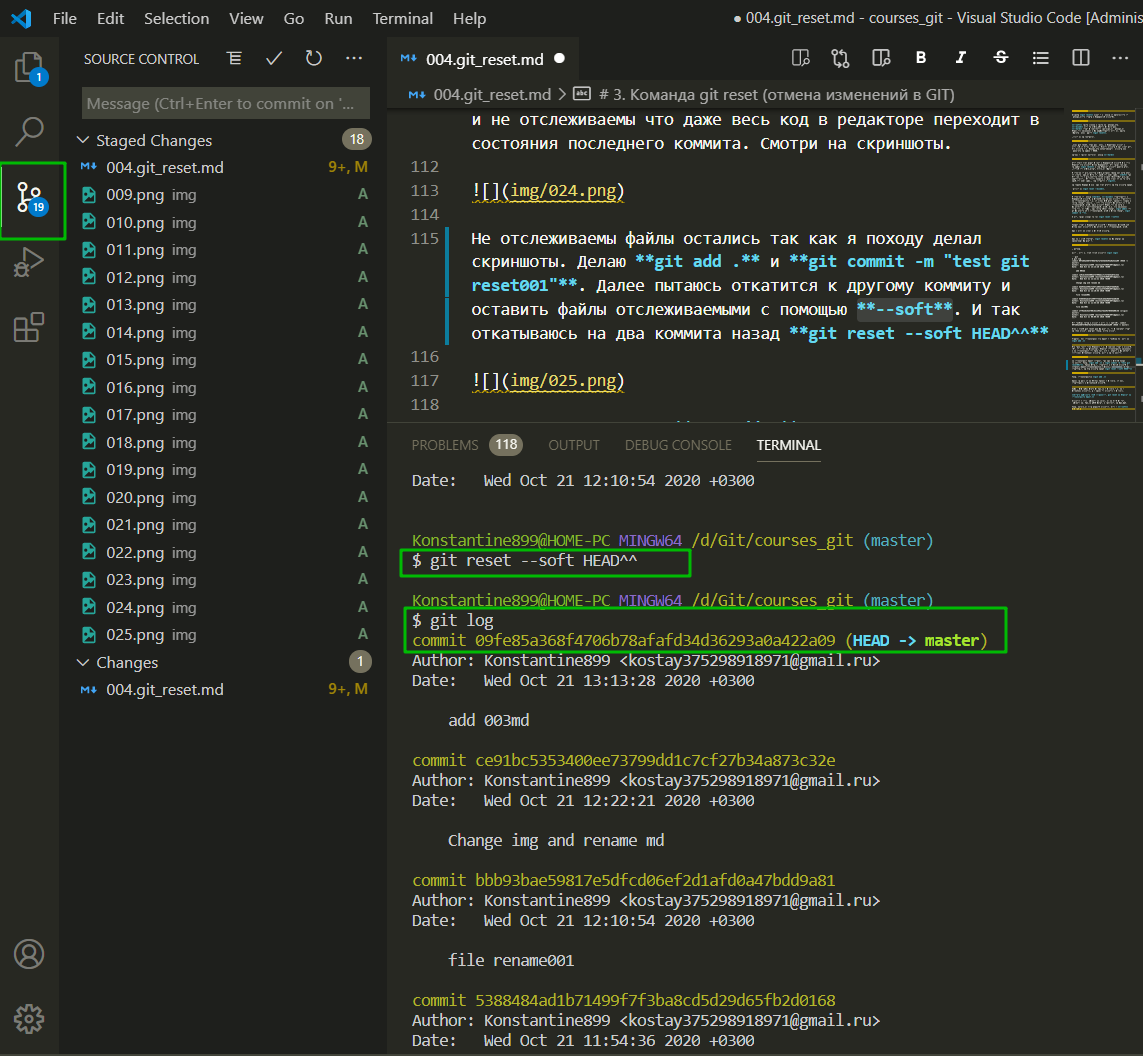 File Edit Selection View Go Run Terminal Help
● 004.git_reset.md - courses_git - Visual Studio Code [Adminis
SOURCE CONTROL
004.git_reset.md
1
004.git_reset.md > # 3. Команда git reset (отмена изменений в GIT)
Message (Ctrl+Enter to commit on '...
Staged Changes 18
004.git_reset.md 9+, M
009.png img A
010.png img A
19
011.png img A
012.png img A
013.png img A
014.png img A
015.png img A
016.png img A
017.png img A
018.png img A
019.png img A
020.png img A
021.png img A
022.png img A
023.png img A
024.png img A
025.png img A
Changes 1
004.git_reset.md 9+, M
и не отслеживаемы что даже весь код в редакторе переходит в
состояния последнего коммита. Смотри на скриншоты.
112
113 ![](img/024.png)
114
115 Не отслеживаемы файлы остались так как я походу делал
скриншоты. Делаю **git add .** и **git commit -m "test git
reset001"**. Далее пытаюсь откатится к другому коммиту и
оставить файлы отслеживаемыми с помощью **--soft**. И так
откатываюсь на два коммита назад **git reset --soft HEAD^^**
116
117 ![](img/025.png)
118
PROBLEMS 118 OUTPUT DEBUG CONSOLE TERMINAL
Date: Wed Oct 21 12:10:54 2020 +0300
Konstantine899@HOME-PC MINGW64 /d/Git/courses_git (master)
$ git reset --soft HEAD^^
Konstantine899@HOME-PC MINGW64 /d/Git/courses_git (master)
$ git log
commit 09fe85a368f4706b78afafd34d36293a0a422a09 (HEAD -> master)
Author: Konstantine899 <kostay375298918971@gmail.ru>
Date: Wed Oct 21 13:13:28 2020 +0300
add 003md
commit ce91bc5353400ee73799dd1c7cf27b34a873c32e
Author: Konstantine899 <kostay375298918971@gmail.ru>
Date: Wed Oct 21 12:22:21 2020 +0300
Change img and rename md
commit bbb93bae59817e5dfcd06ef2d1afd0a47bdd9a81
Author: Konstantine899 <kostay375298918971@gmail.ru>
Date: Wed Oct 21 12:10:54 2020 +0300
file rename001
commit 5388484ad1b71499f7f3ba8cd5d29d65fb2d0168
Author: Konstantine899 <kostay375298918971@gmail.ru>
Date: Wed Oct 21 11:54:36 2020 +0300